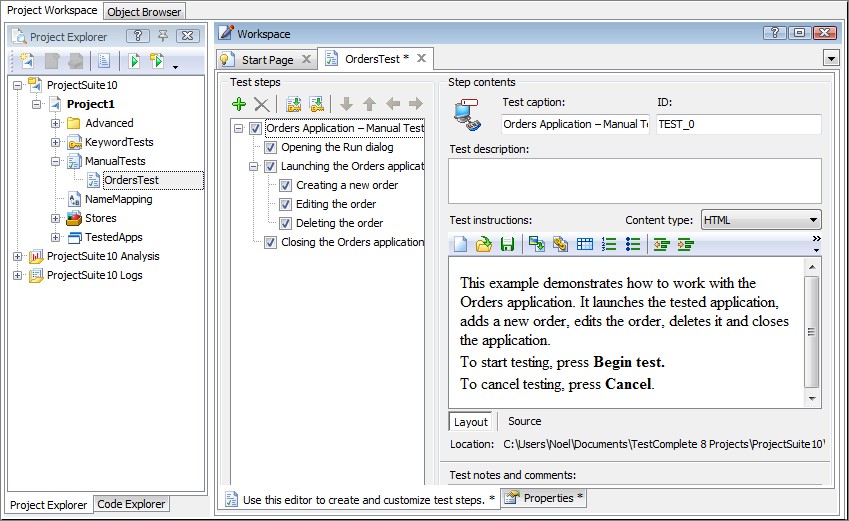 Project Workspace
Object Browser
Project Explorer
ProjectSuite10
Project1
Advanced
KeywordTests
ManualTests
OrdersTest
NameMapping
Stores
TestedApps
ProjectSuite10 Analysis
ProjectSuite10 Logs
Project Explorer
Code Explorer
Workspace
Start Page
OrdersTest *
Test steps
Orders Application – Manual Test
Opening the Run dialog
Launching the Orders applicat
Creating a new order
Editing the order
Deleting the order
Closing the Orders application
Step contents
Test caption:
ID:
Orders Application – Manual T
TEST_0
Test description:
Test instructions:
Content type:
HTML
This example demonstrates how to work with the
Orders application. It launches the tested application,
adds a new order, edits the order, deletes it and closes
the application.
To start testing, press Begin test.
To cancel testing, press Cancel.
Layout
Source
Location: C:\Users\Noel\Documents\TestComplete 8 Projects\ProjectSuite10\
Test notes and comments:
Use this editor to create and customize test steps. *
Properties *